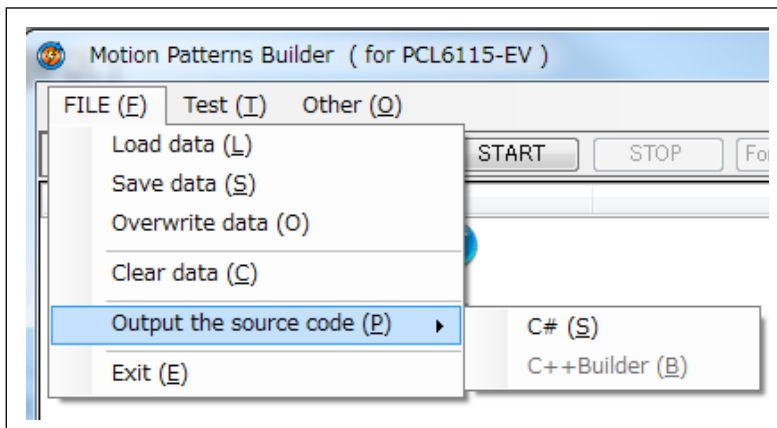 Motion Patterns Builder ( for PCL6115-EV )
FILE (F) Test (T) Other (O)
START STOP
Load data (L)
Save data (S)
Overwrite data (O)
Clear data (C)
Output the source code (P)
C# (S)
C++Builder (B)
Exit (E)